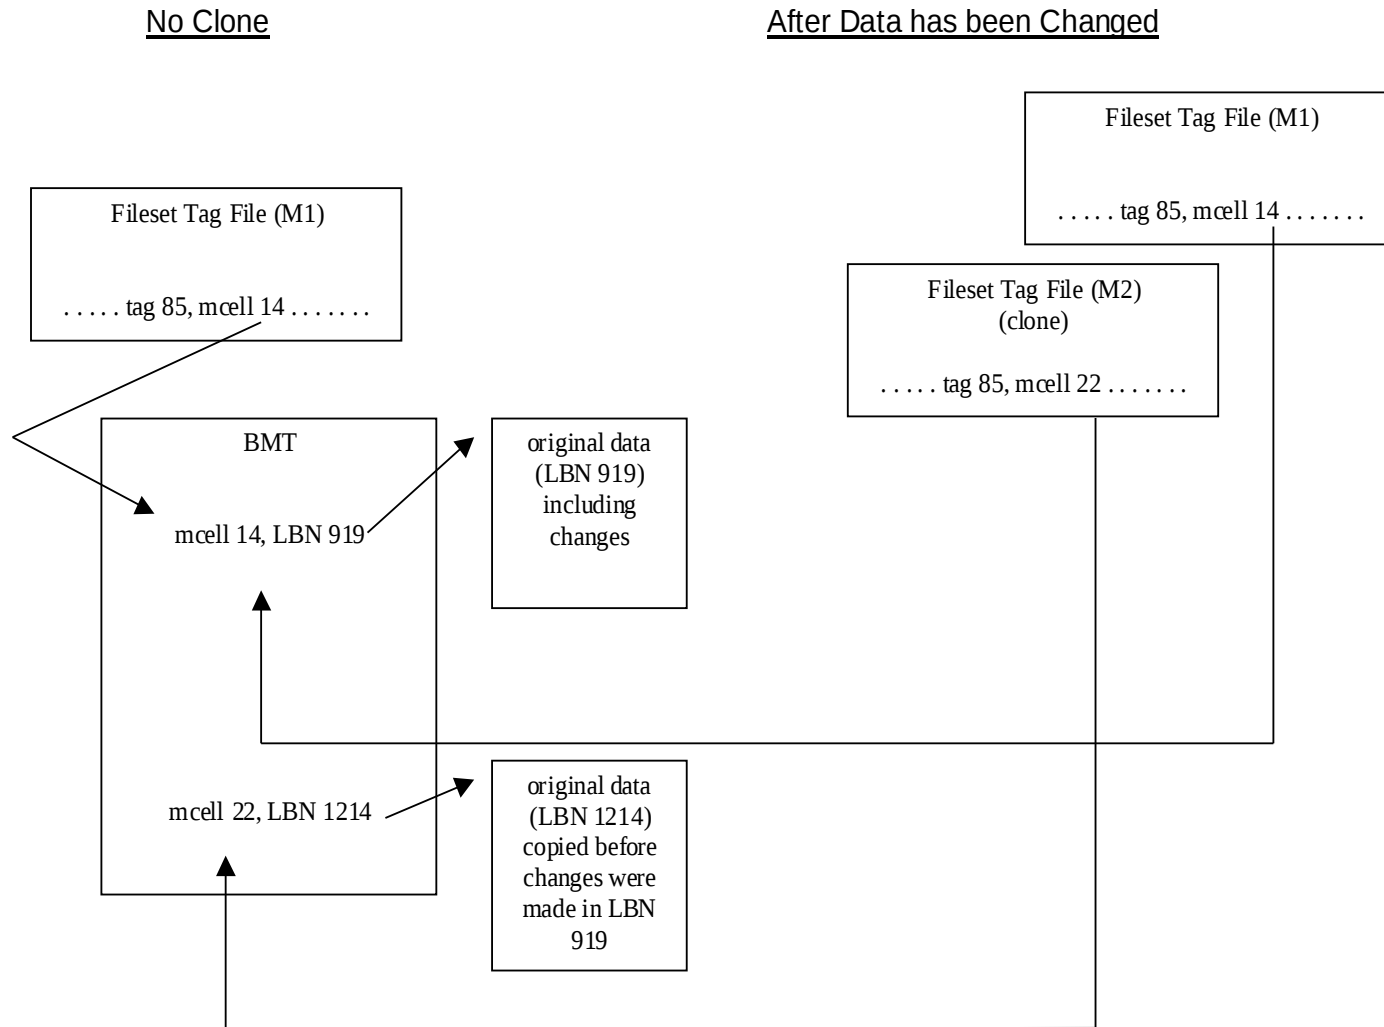 No Clone
After Data has been Changed
Fileset Tag File (M1)
. . . . . tag 85, mcell 14 . . . . . . .
Fileset Tag File (M1)
. . . . . tag 85, mcell 14 . . . . . . .
Fileset Tag File (M2)
(clone)
. . . . . tag 85, mcell 22 . . . . . . .
BMT
mcell 14, LBN 919
mcell 22, LBN 1214
original data
(LBN 919)
including
changes
original data
(LBN 1214)
copied before
changes were
made in LBN
919